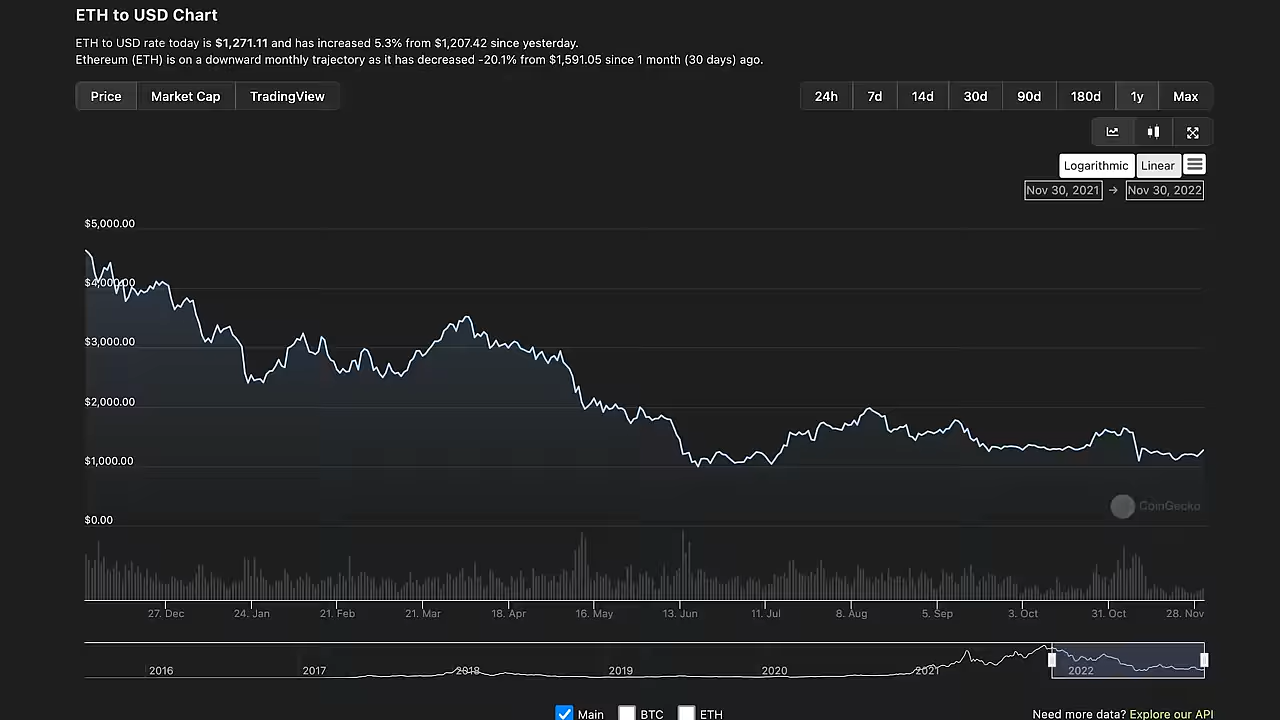 ETH to USD Chart
ETH to USD rate today is $1,271.11 and has increased 5.3% from $1,207.42 since yesterday.
Ethereum (ETH) is on a downward monthly trajectory as it has decreased -20.1% from $1,591.05 since 1 month (30 days) ago.
Price Market Cap TradingView 24h 7d 14d 30d 90d 180d 1y Max
Logarithmic Linear
Nov 30, 2021 → Nov 30, 2022
$5,000.00
$4,000.00
$3,000.00
$2,000.00
$1,000.00
CoinGecko
$0.00
27. Dec 24. Jan 21. Feb 21. Mar 18. Apr 16. May 13. Jun 11. Jul 8. Aug 5. Sep 3. Oct 31. Oct 28. Nov
2016 2017 2018 2019 2020 2021 2022
Main BTC ETH Need more data? Explore our API